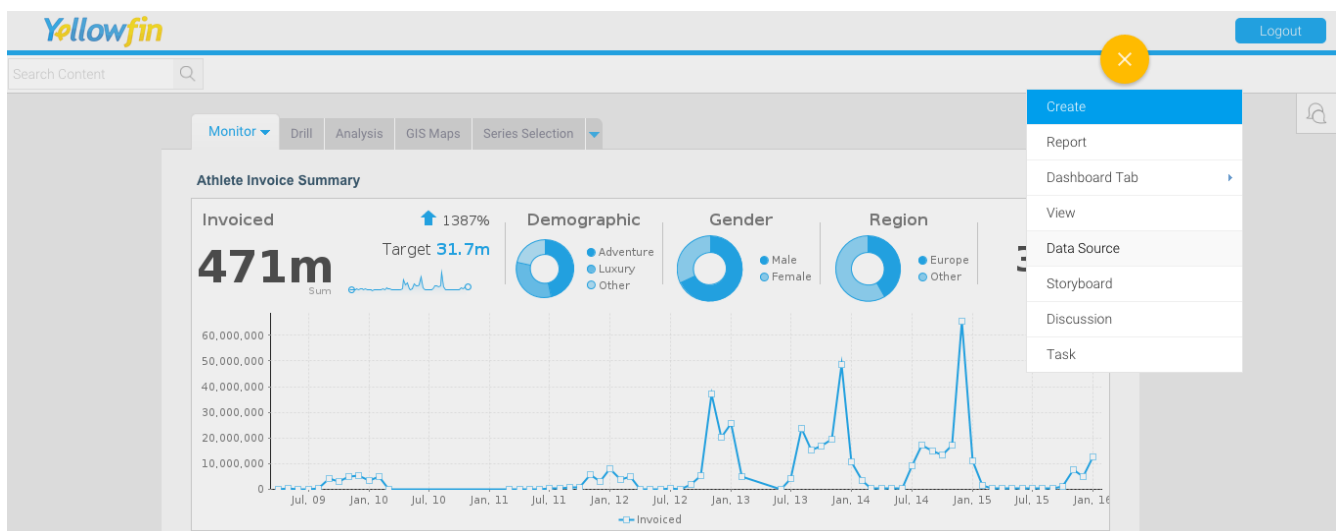 Yellowfin
Logout
Search Content
Create
Report
Dashboard Tab
View
Data Source
Storyboard
Discussion
Task
Monitor Drill Analysis GIS Maps Series Selection
Athlete Invoice Summary
Invoiced
1387%
471m
Sum
Target 31.7m
Demographic
Adventure
Luxury
Other
Gender
Male
Female
Region
Europe
Other
60,000,000
50,000,000
40,000,000
30,000,000
20,000,000
10,000,000
0
Jul, 09 Jan, 10 Jul, 10 Jan, 11 Jul, 11 Jan, 12 Jul, 12 Jan, 13 Jul, 13 Jan, 14 Jul, 14 Jan, 15 Jul, 15 Jan, 16
Invoiced